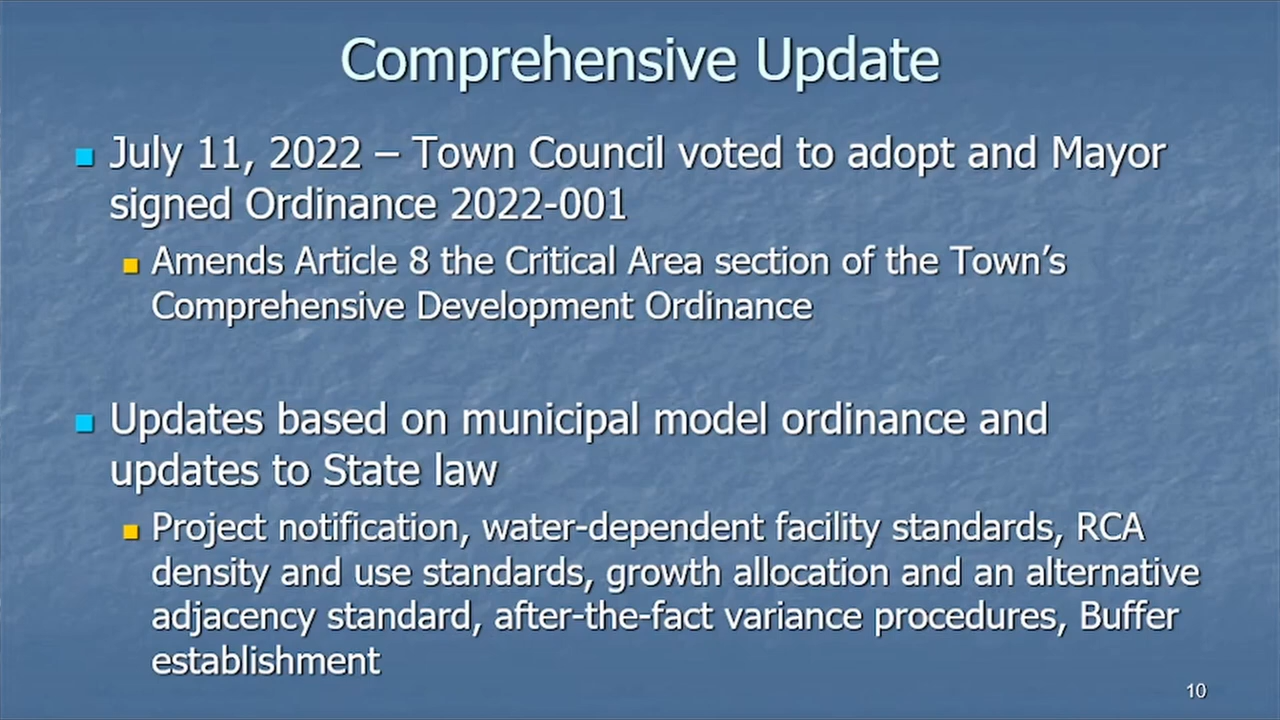 Comprehensive Update
July 11, 2022 – Town Council voted to adopt and Mayor
signed Ordinance 2022-001
Amends Article 8 the Critical Area section of the Town’s
Comprehensive Development Ordinance
Updates based on municipal model ordinance and
updates to State law
Project notification, water-dependent facility standards, RCA
density and use standards, growth allocation and an alternative
adjacency standard, after-the-fact variance procedures, Buffer
establishment
10